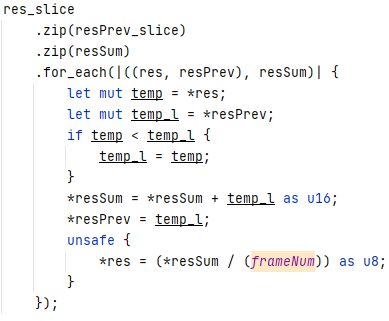 res_slice
    .zip(resPrev_slice)
    .zip(resSum)
    .for_each(|((res, resPrev), resSum)| {
        let mut temp = *res;
        let mut temp_l = *resPrev;
        if temp < temp_l {
            temp_l = temp;
        }
        *resSum = *resSum + temp_l as u16;
        *resPrev = temp_l;
        unsafe {
            *res = (*resSum / (frameNum)) as u8;
        }
    });